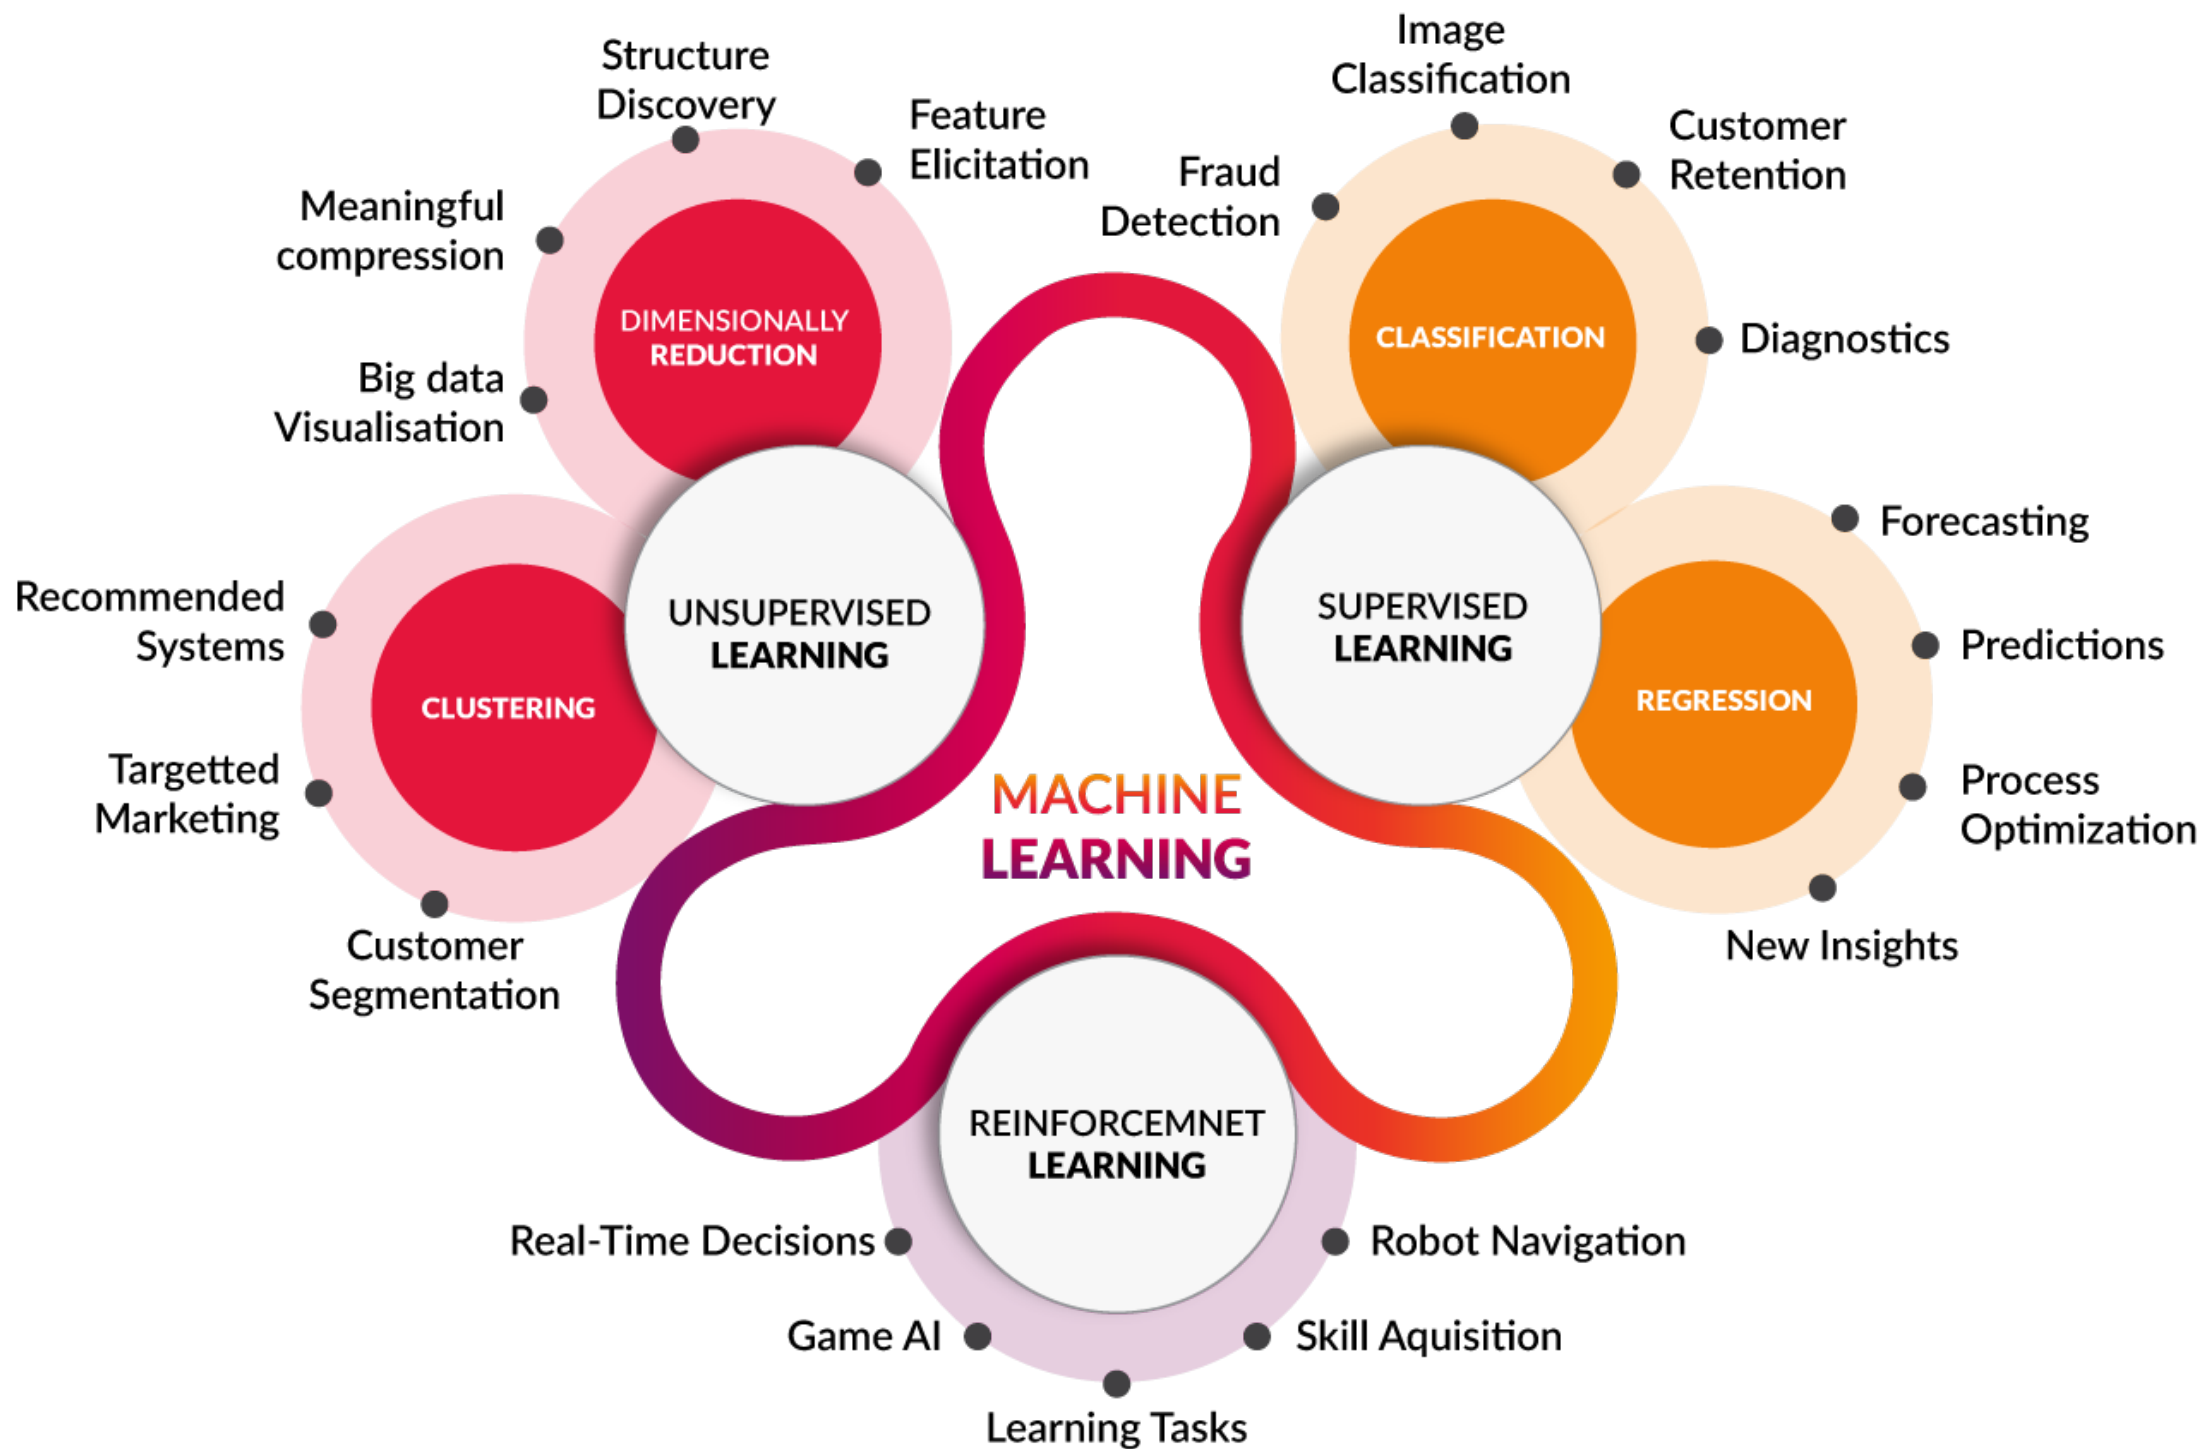 Structure
Discovery
Feature
Elicitation
Meaningful
compression
Big data
Visualisation
DIMENSIONALLY
REDUCTION
Recommended
Systems
Targetted
Marketing
Customer
Segmentation
CLUSTERING
UNSUPERVISED
LEARNING
Image
Classification
Customer
Retention
Fraud
Detection
Diagnostics
CLASSIFICATION
Forecasting
Predictions
Process
Optimization
New Insights
REGRESSION
SUPERVISED
LEARNING
MACHINE
LEARNING
REINFORCEMNET
LEARNING
Real-Time Decisions
Robot Navigation
Game AI
Skill Aquisition
Learning Tasks